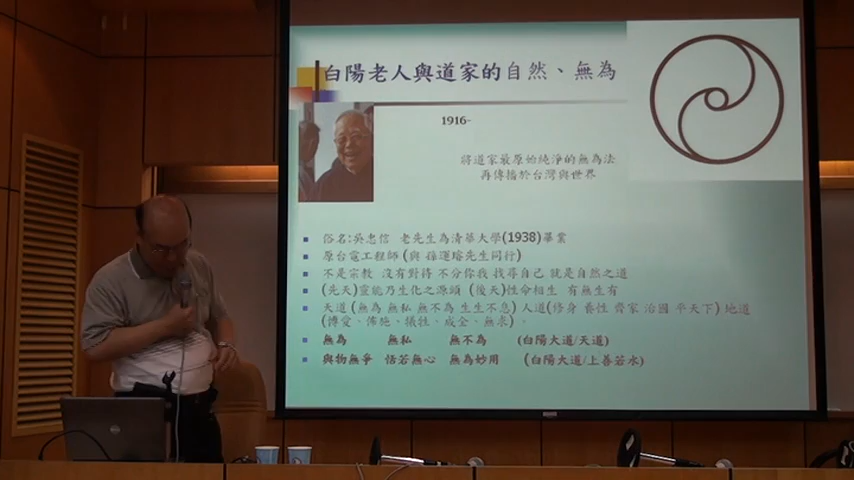 白陽老人與道家的自然、無為
1916-
將道家最原始純淨的無為法
再傳播於台灣與世界
俗名:吳忠信 老先生為清華大學(1938)畢業
原台電工程師 (與 孫運璿先生同行)
不是宗教 沒有對待 不分你我 找尋自己 就是自然之道
(先天)靈能乃生化之源頭 (後天)性命相生 有無生有
天道 (無為 無私 無不為 生生不息) 人道(修身 養性 齊家 治國 平天下) 地道
(博愛、佈施、犧牲、成全、無求)
無為 無私 無不為 (白陽大道/天道)
與物無爭 恬若無心 無為妙用 (白陽大道/上善若水)